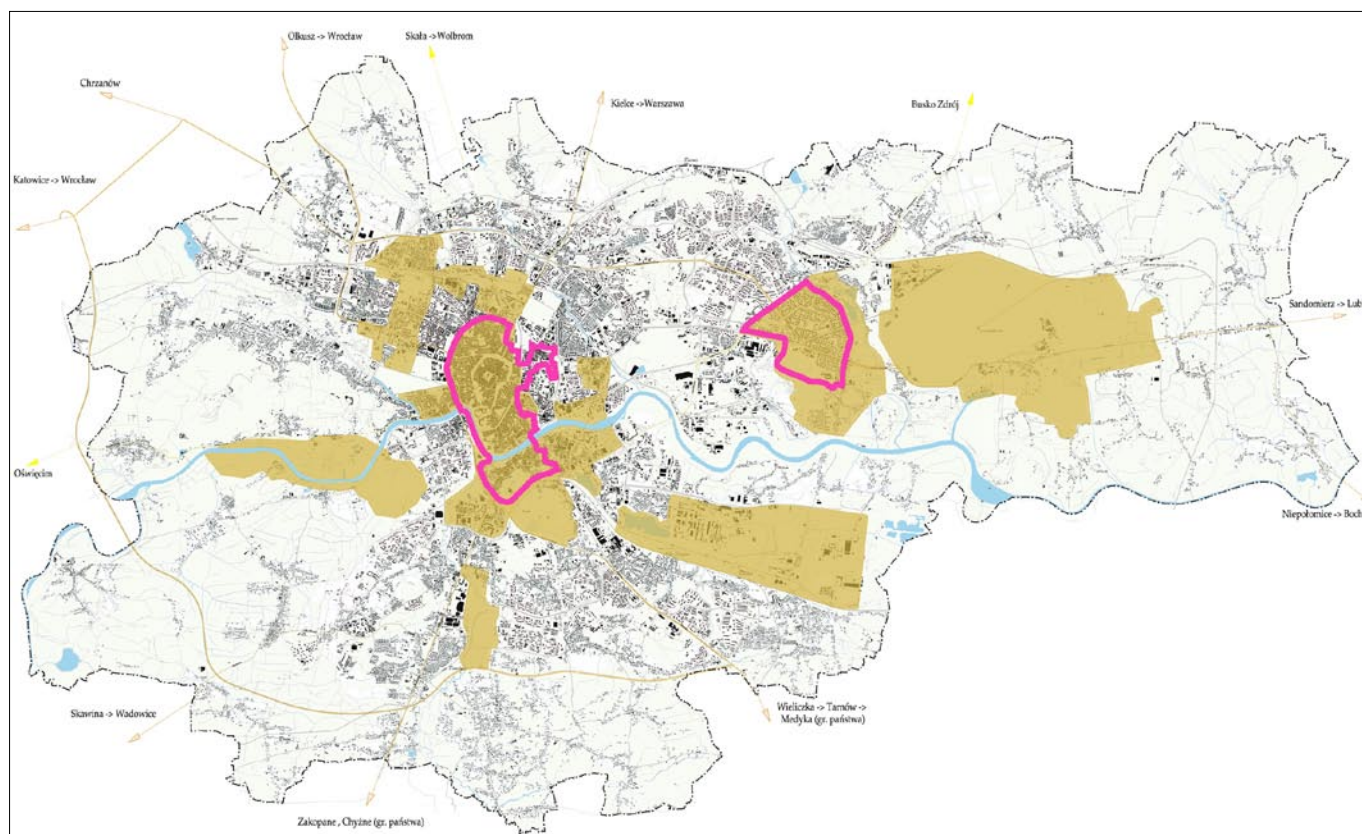 Olkusz -> Wrocław
Skała -> Wolbrom
Chrzanów
Kielce ->Warszawa
Busko Zdrój
Katowice -> Wrocław
Sandomierz -> Lub
Oświęcim
Niepołomice -> Boch
Skawina -> Wadowice
Wieliczka -> Tarnów ->
Medyka (gr. państwa)
Zakopane , Chyżne (gr. państwa)